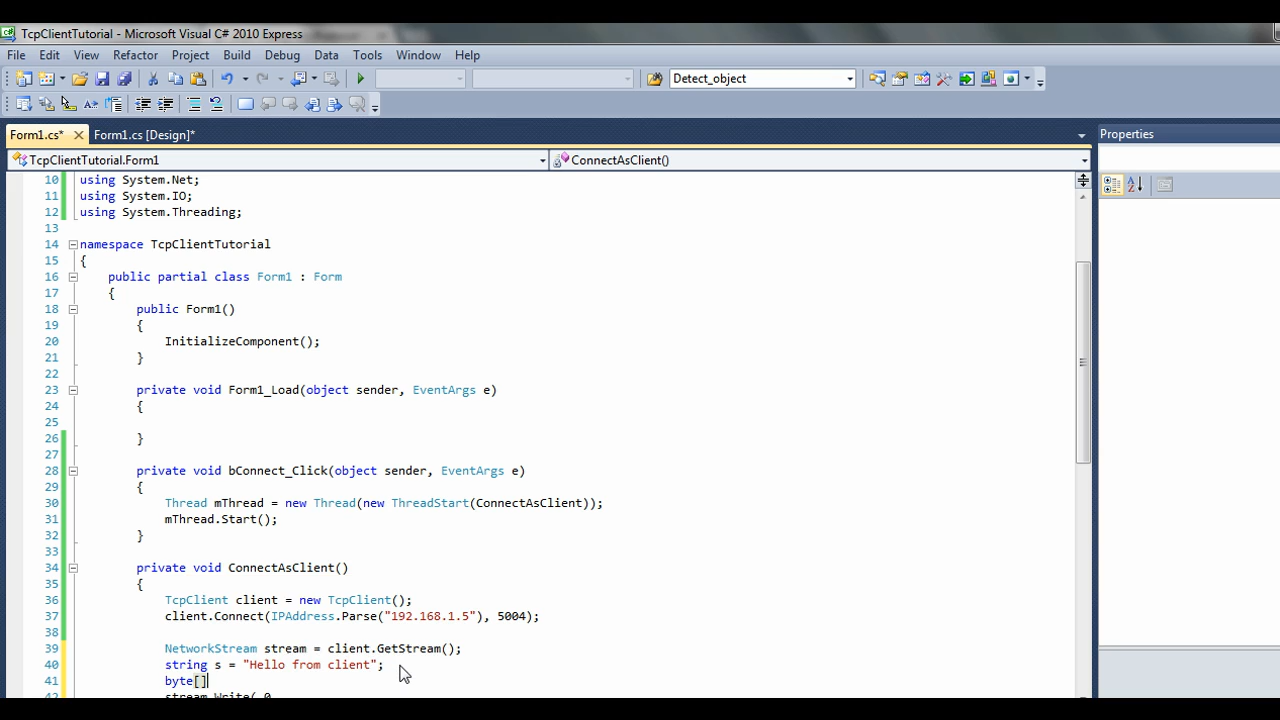 TcpClientTutorial - Microsoft Visual C# 2010 Express
File Edit View Refactor Project Build Debug Data Tools Window Help
Detect_object
Form1.cs* Form1.cs [Design]*
TcpClientTutorial.Form1 ConnectAsClient()
Properties
10 using System.Net;
11 using System.IO;
12 using System.Threading;
13
14 namespace TcpClientTutorial
15 {
16 public partial class Form1 : Form
17 {
18 public Form1()
19 {
20 InitializeComponent();
21 }
22
23 private void Form1_Load(object sender, EventArgs e)
24 {
25
26 }
27
28 private void bConnect_Click(object sender, EventArgs e)
29 {
30 Thread mThread = new Thread(new ThreadStart(ConnectAsClient));
31 mThread.Start();
32 }
33
34 private void ConnectAsClient()
35 {
36 TcpClient client = new TcpClient();
37 client.Connect(IPAddress.Parse("192.168.1.5"), 5004);
38
39 NetworkStream stream = client.GetStream();
40 string s = "Hello from client";
41 byte[]
42 stream.Write( 0